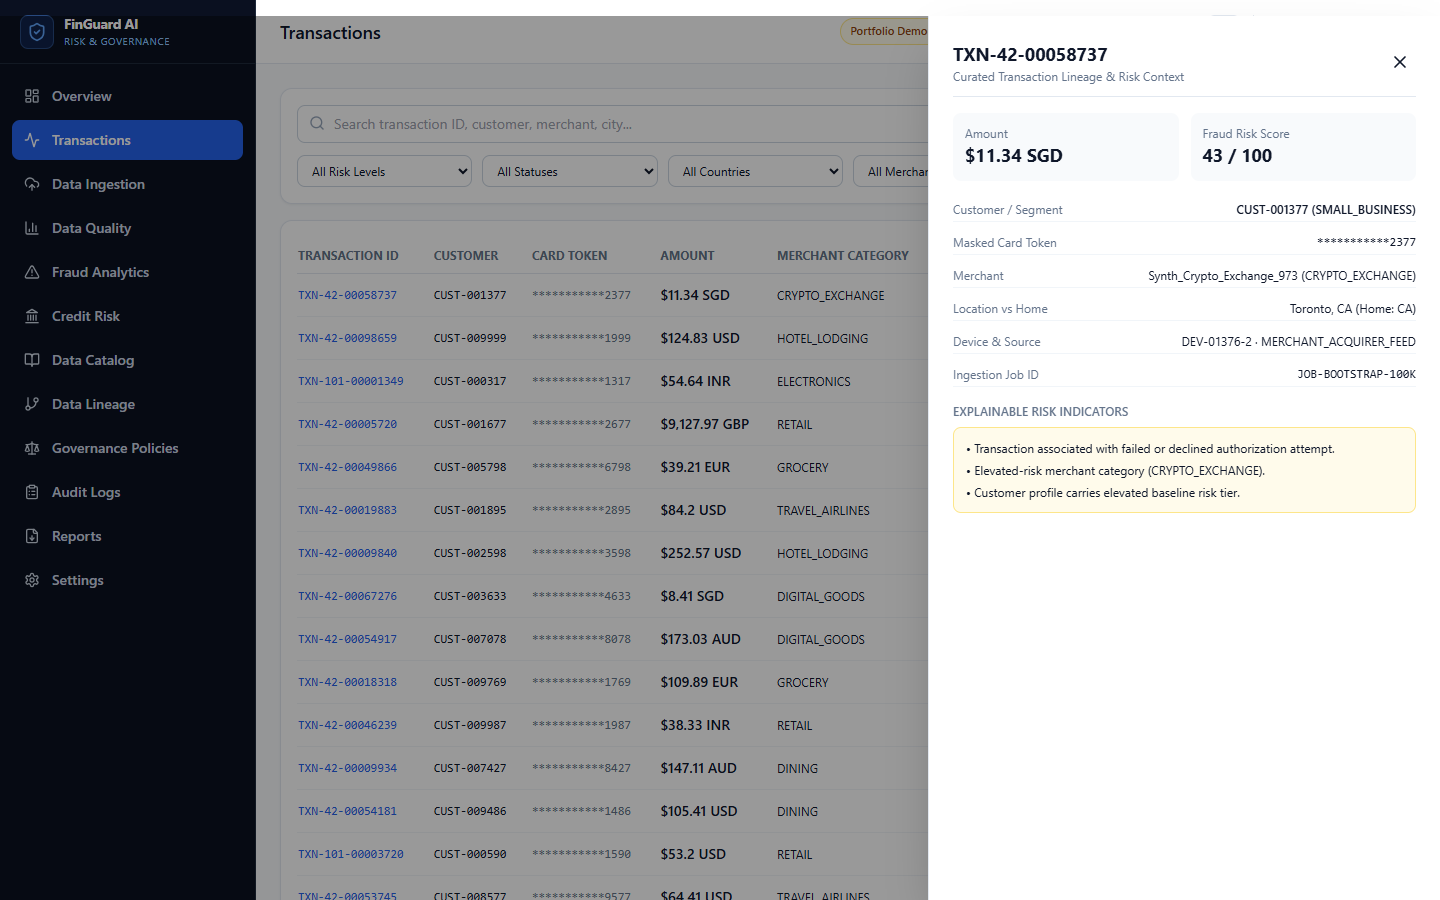 FinGuard AI
RISK & GOVERNANCE
Overview
Transactions
Data Ingestion
Data Quality
Fraud Analytics
Credit Risk
Data Catalog
Data Lineage
Governance Policies
Audit Logs
Reports
Settings
Transactions
Portfolio Demo
Search transaction ID, customer, merchant, city...
All Risk Levels
All Statuses
All Countries
All Merchan
TRANSACTION ID CUSTOMER CARD TOKEN AMOUNT MERCHANT CATEGORY
TXN-42-00058737 CUST-001377 ***********2377 $11.34 SGD CRYPTO_EXCHANGE
TXN-42-00098659 CUST-009999 ***********1999 $124.83 USD HOTEL_LODGING
TXN-101-00001349 CUST-000317 ***********1317 $54.64 INR ELECTRONICS
TXN-42-00005720 CUST-001677 ***********2677 $9,127.97 GBP RETAIL
TXN-42-00049866 CUST-005798 ***********6798 $39.21 EUR GROCERY
TXN-42-00019883 CUST-001895 ***********2895 $84.2 USD TRAVEL_AIRLINES
TXN-42-00009840 CUST-002598 ***********3598 $252.57 USD HOTEL_LODGING
TXN-42-00067276 CUST-003633 ***********4633 $8.41 SGD DIGITAL_GOODS
TXN-42-00054917 CUST-007078 ***********8078 $173.03 AUD DIGITAL_GOODS
TXN-42-00018318 CUST-009769 ***********1769 $109.89 EUR GROCERY
TXN-42-00046239 CUST-009987 ***********1987 $38.33 INR RETAIL
TXN-42-00009934 CUST-007427 ***********8427 $147.11 AUD DINING
TXN-42-00054181 CUST-009486 ***********1486 $105.41 USD DINING
TXN-101-00003720 CUST-000590 ***********1590 $53.2 USD RETAIL
TXN-42-00053745 CUST-008577 ***********9577 $64.41 USD TRAVEL_AIRLINES
TXN-42-00058737
Curated Transaction Lineage & Risk Context
Amount
$11.34 SGD
Fraud Risk Score
43 / 100
Customer / Segment CUST-001377 (SMALL_BUSINESS)
Masked Card Token ***********2377
Merchant Synth_Crypto_Exchange_973 (CRYPTO_EXCHANGE)
Location vs Home Toronto, CA (Home: CA)
Device & Source DEV-01376-2 · MERCHANT_ACQUIRER_FEED
Ingestion Job ID JOB-BOOTSTRAP-100K
EXPLAINABLE RISK INDICATORS
• Transaction associated with failed or declined authorization attempt.
• Elevated-risk merchant category (CRYPTO_EXCHANGE).
• Customer profile carries elevated baseline risk tier.